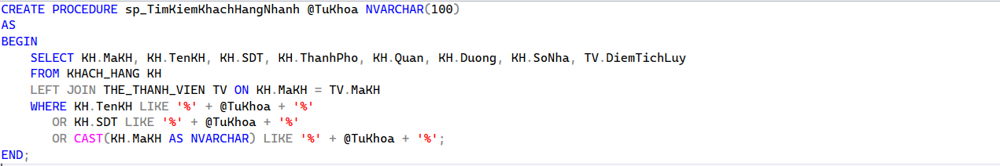 CREATE PROCEDURE sp_TimKiemKhachHangNhanh @TuKhoa NVARCHAR(100)
AS
BEGIN
    SELECT KH.MaKH, KH.TenKH, KH.SDT, KH.ThanhPho, KH.Quan, KH.Duong, KH.SoNha, TV.DiemTichLuy
    FROM KHACH_HANG KH
    LEFT JOIN THE_THANH_VIEN TV ON KH.MaKH = TV.MaKH
    WHERE KH.TenKH LIKE '%' + @TuKhoa + '%'
       OR KH.SDT LIKE '%' + @TuKhoa + '%'
       OR CAST(KH.MaKH AS NVARCHAR) LIKE '%' + @TuKhoa + '%';
END;